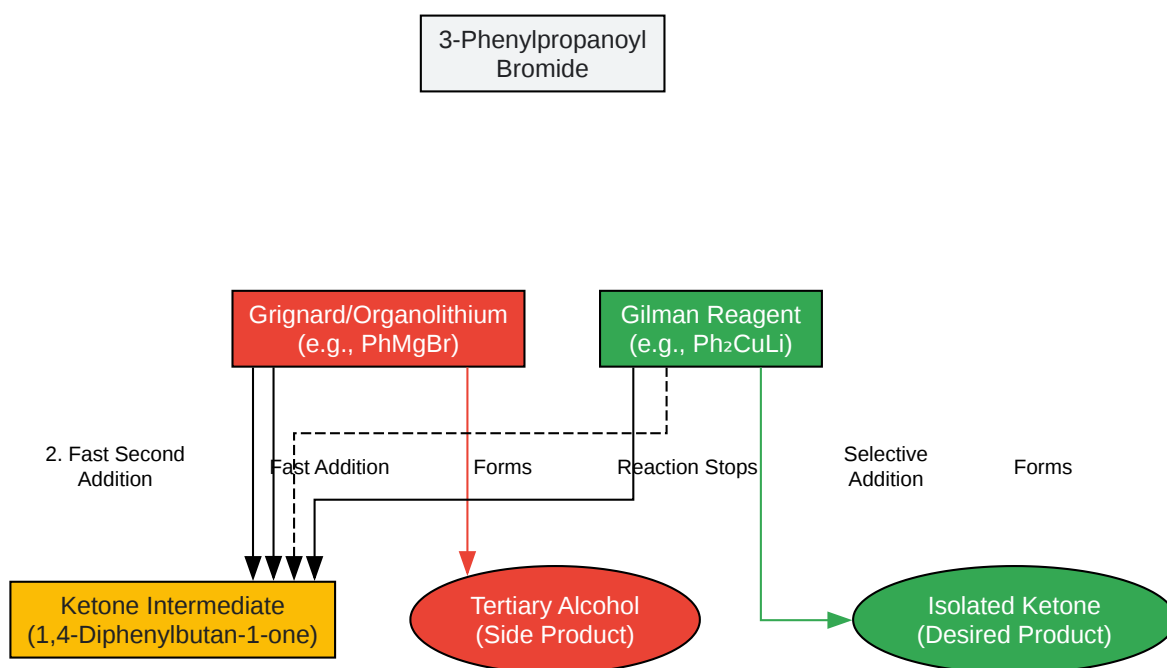 3-Phenylpropanoyl
Bromide
Grignard/Organolithium
(e.g., PhMgBr)
Gilman Reagent
(e.g., Ph₂CuLi)
2. Fast Second
Addition
Fast Addition
Forms
Reaction Stops
Selective
Addition
Forms
Ketone Intermediate
(1,4-Diphenylbutan-1-one)
Tertiary Alcohol
(Side Product)
Isolated Ketone
(Desired Product)